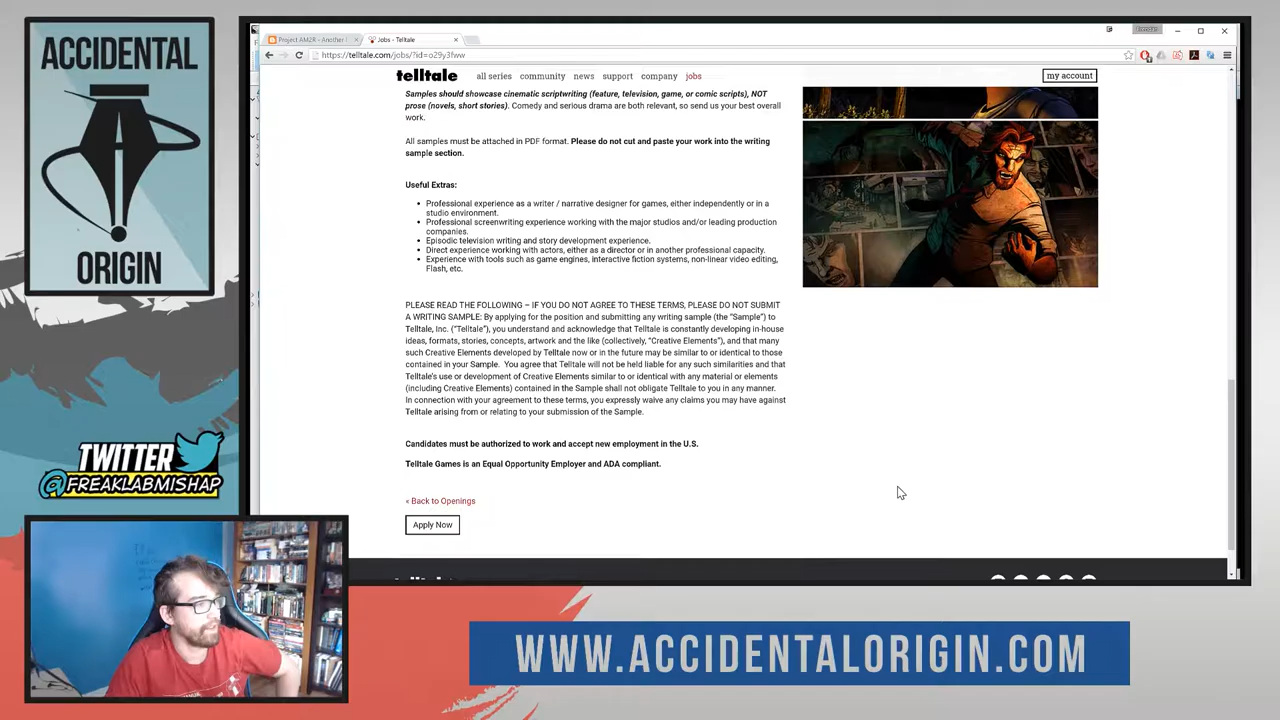 ACCIDENTAL
ORIGIN
TWITTER
@FREAKLABMISHAP
Project AM2R - Another
Jobs - Telltale
https://telltale.com/jobs/?id=o29y3fww
telltale
all series community news support company jobs
my account
Samples should showcase cinematic scriptwriting (feature, television, game, or comic scripts), NOT
prose (novels, short stories). Comedy and serious drama are both relevant, so send us your best overall
work.
All samples must be attached in PDF format. Please do not cut and paste your work into the writing
sample section.
Useful Extras:
Professional experience as a writer / narrative designer for games, either independently or in a
studio environment.
Professional screenwriting experience working with the major studios and/or leading production
companies.
Episodic television writing and story development experience.
Direct experience working with actors, either as a director or in another professional capacity.
Experience with tools such as game engines, interactive fiction systems, non-linear video editing,
Flash, etc.
PLEASE READ THE FOLLOWING – IF YOU DO NOT AGREE TO THESE TERMS, PLEASE DO NOT SUBMIT
A WRITING SAMPLE: By applying for the position and submitting any writing sample (the “Sample”) to
Telltale, Inc. (“Telltale”), you understand and acknowledge that Telltale is constantly developing in-house
ideas, formats, stories, concepts, artwork and the like (collectively, “Creative Elements”), and that many
such Creative Elements developed by Telltale now or in the future may be similar to or identical to those
contained in your Sample. You agree that Telltale will not be held liable for any such similarities and that
Telltale’s use or development of Creative Elements similar to or identical with any material or elements
(including Creative Elements) contained in the Sample shall not obligate Telltale to you in any manner.
In connection with your agreement to these terms, you expressly waive any claims you may have against
Telltale arising from or relating to your submission of the Sample.
Candidates must be authorized to work and accept new employment in the U.S.
Telltale Games is an Equal Opportunity Employer and ADA compliant.
« Back to Openings
Apply Now
WWW.ACCIDENTALORIGIN.COM